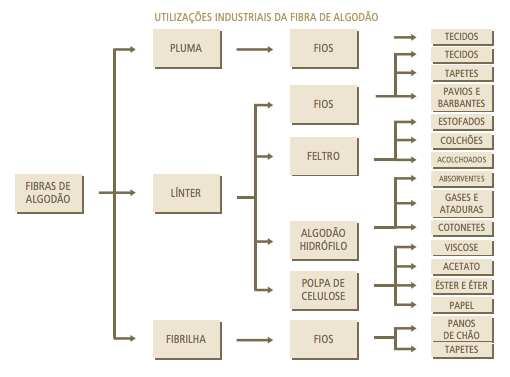 UTILIZAÇÕES INDUSTRIAIS DA FIBRA DE ALGODÃO
FIBRAS DE
ALGODÃO
PLUMA
FIOS
TECIDOS
LÍNTER
FIOS
TECIDOS
TAPETES
PAVIOS E
BARBANTES
FELTRO
ESTOFADOS
COLCHÕES
ACOLCHOADOS
ALGODÃO
HIDRÓFILO
ABSORVENTES
GASES E
ATADURAS
COTONETES
POLPA DE
CELULOSE
VISCOSE
ACETATO
ÉSTER E ÉTER
PAPEL
FIBRILHA
FIOS
PANOS
DE CHÃO
TAPETES